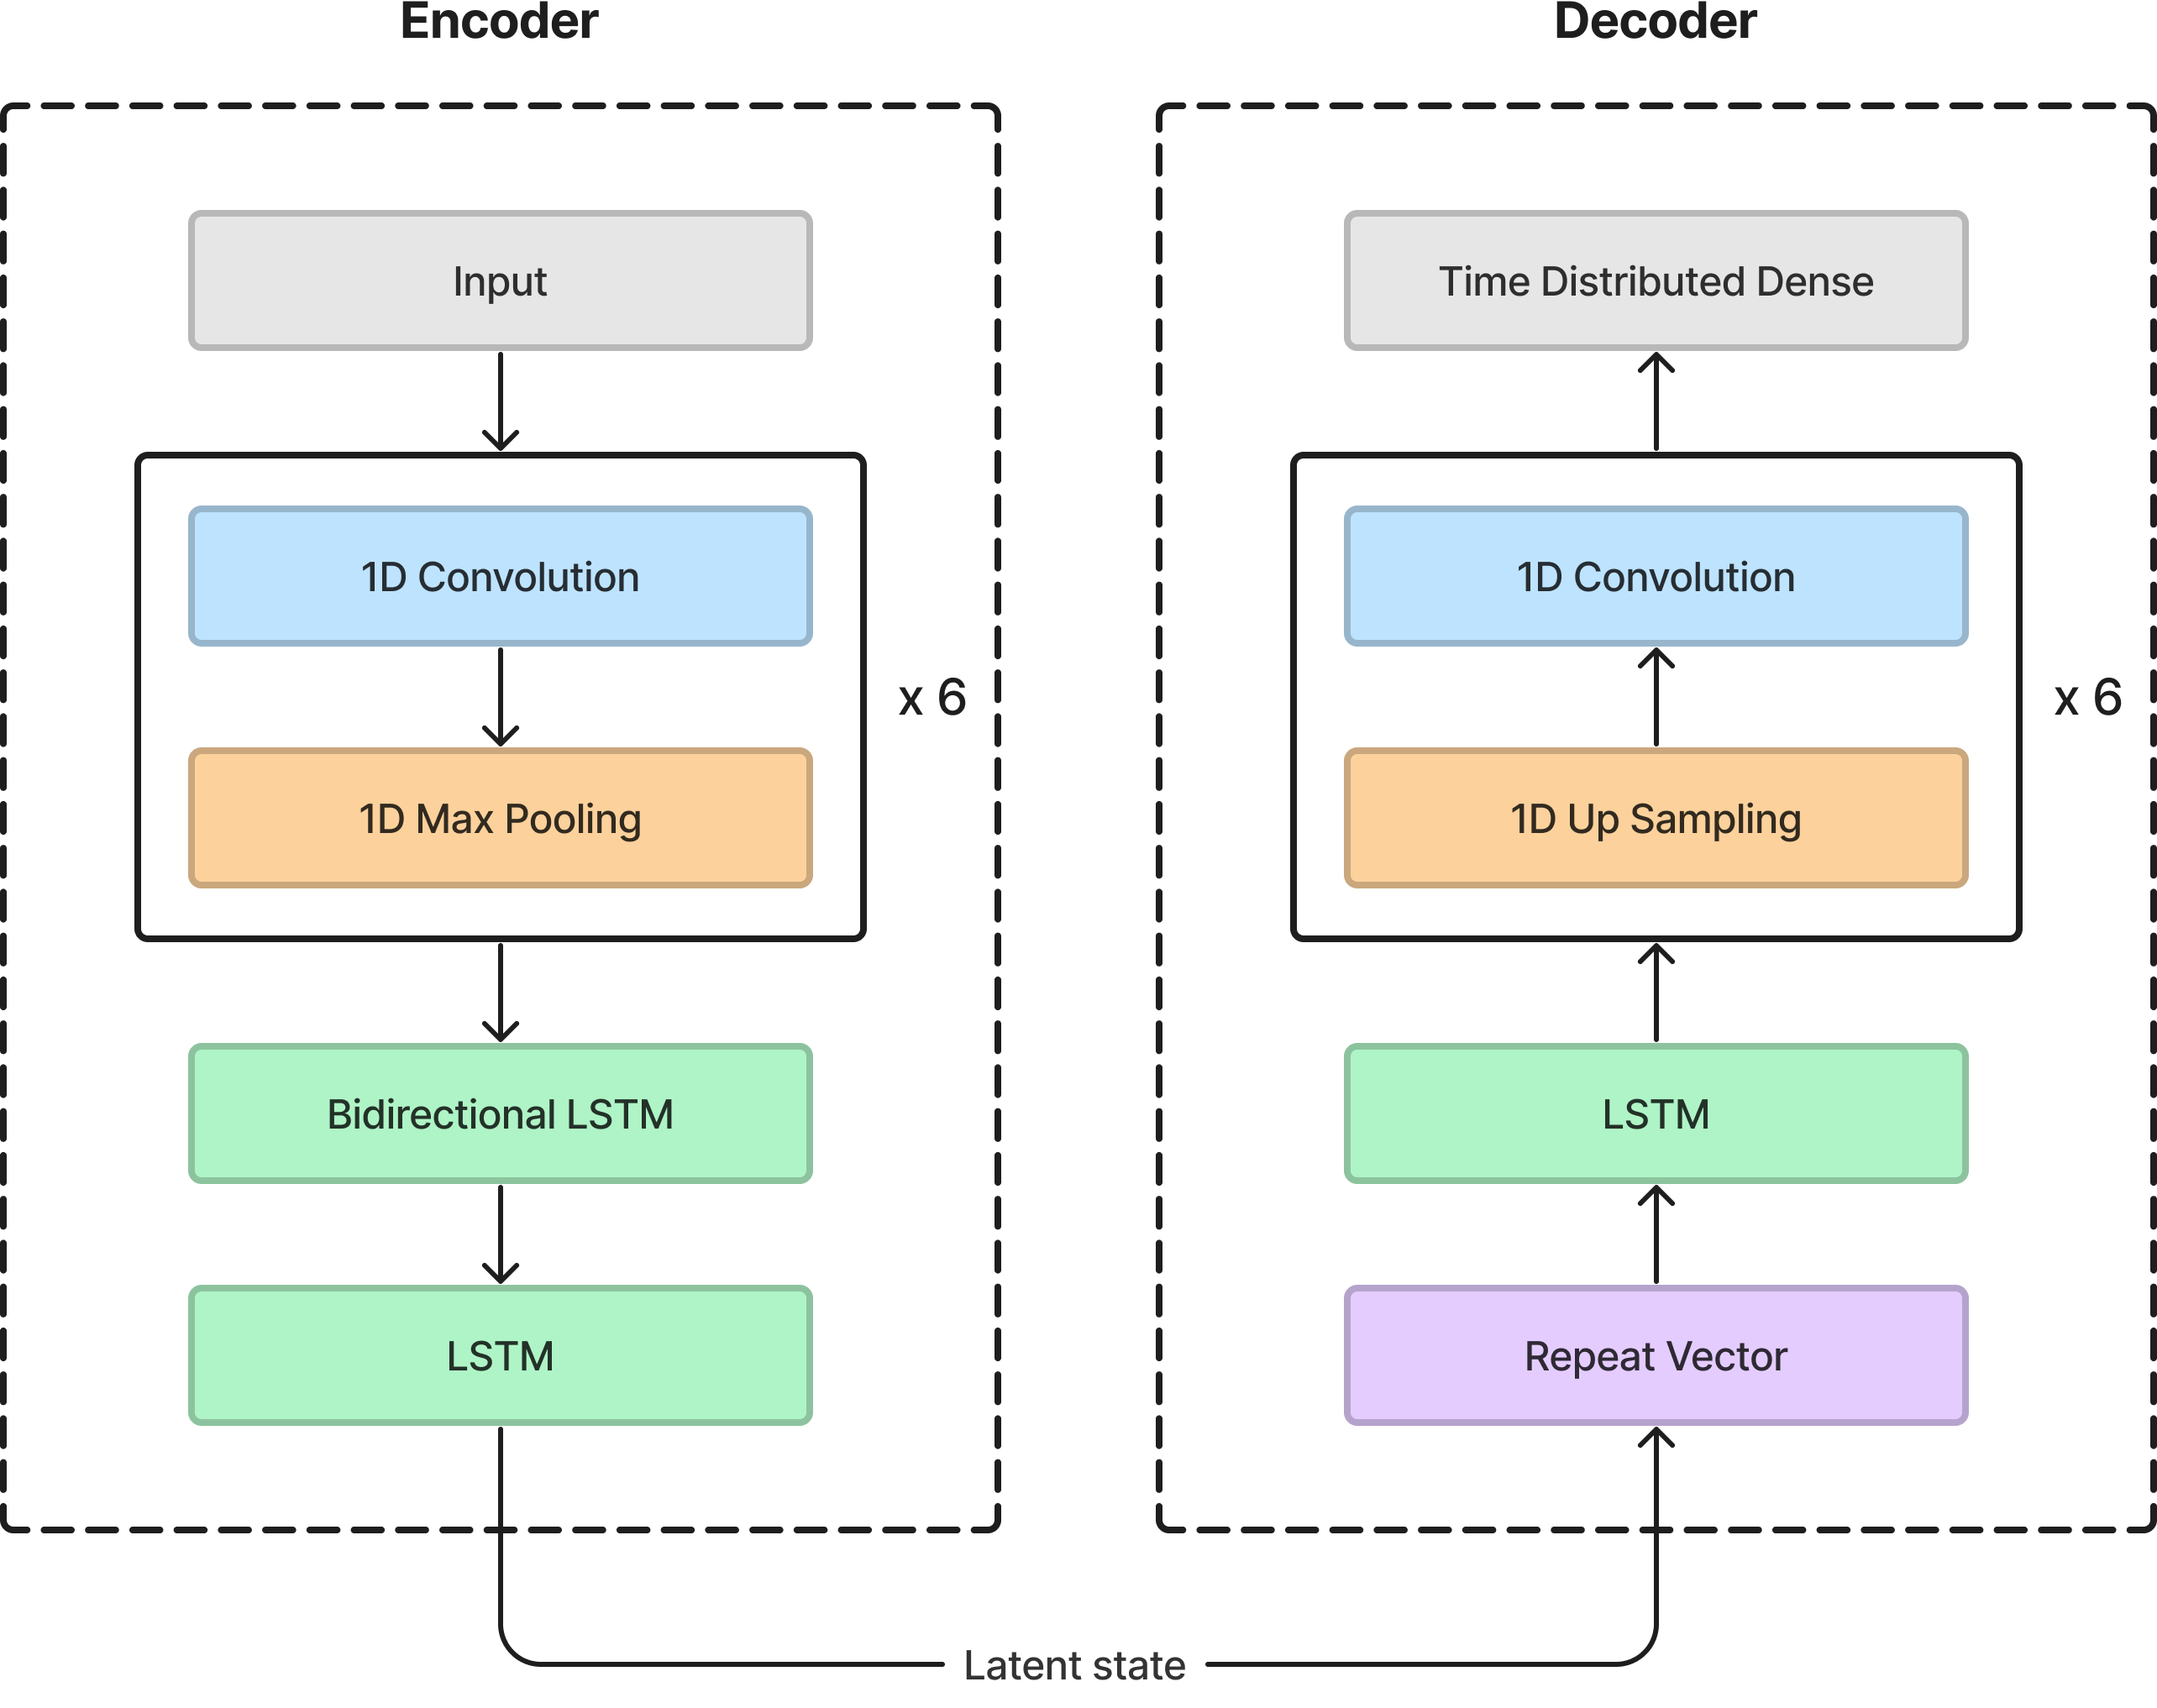 Encoder
Input
1D Convolution
1D Max Pooling
x 6
Bidirectional LSTM
LSTM
Latent state
Decoder
Time Distributed Dense
1D Convolution
1D Up Sampling
x 6
LSTM
Repeat Vector